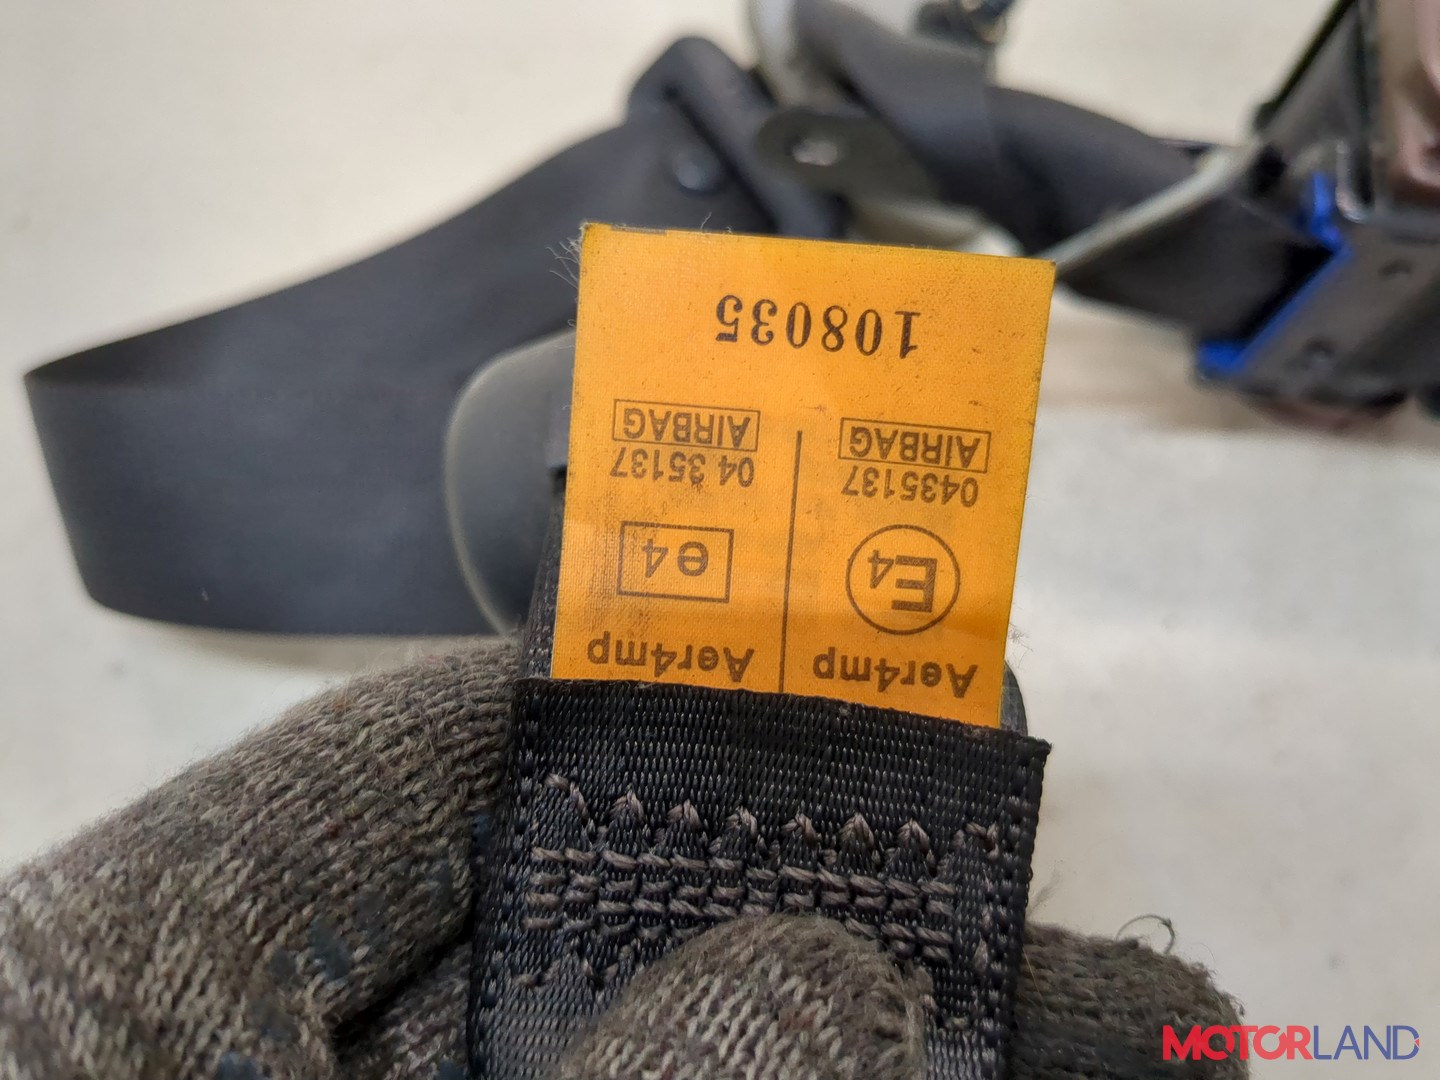 Aer4mp
E4
0435137
AIRBAG
Aer4mp
e4
04 35137
AIRBAG
108035
MOTORLAND